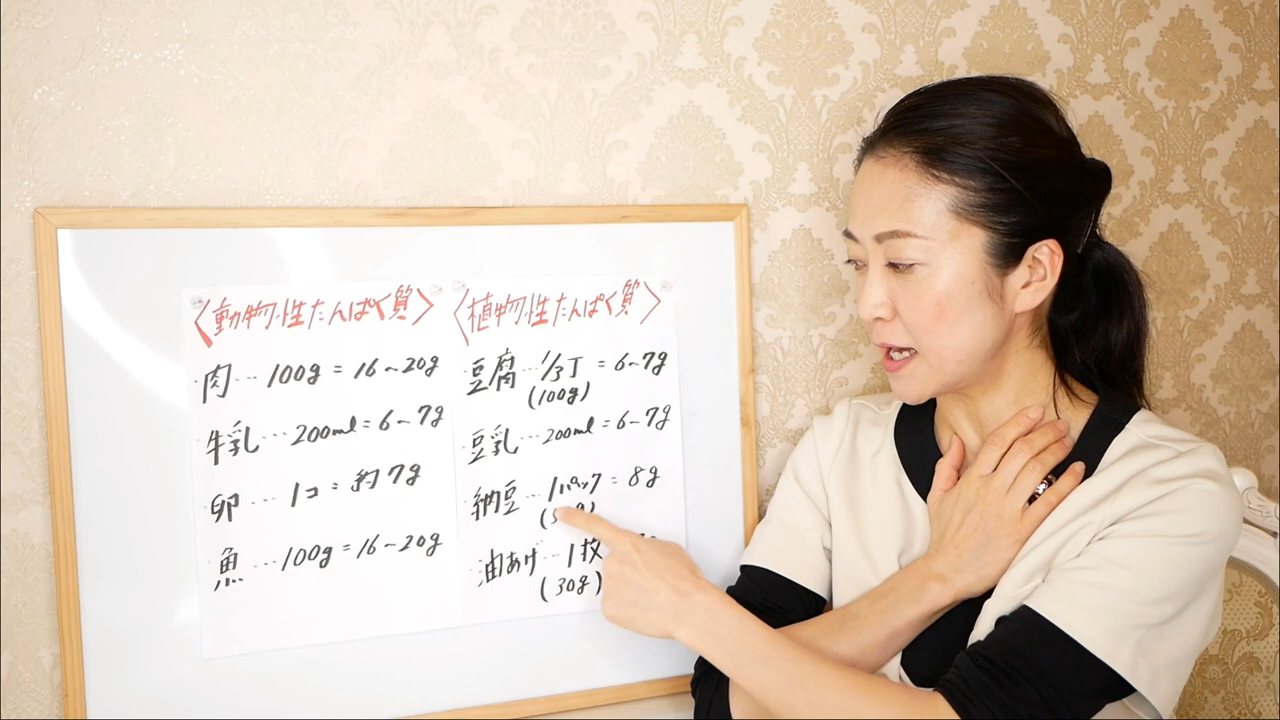 〈動物性たんぱく質〉
肉…100g=16~20g
牛乳…200ml=6~7g
卵…1コ=約7g
魚…100g=16~20g
〈植物性たんぱく質〉
豆腐…1/3丁=6~7g
(100g)
豆乳…200ml=6~7g
納豆…1パック=8g
油あげ…1枚
(30g)